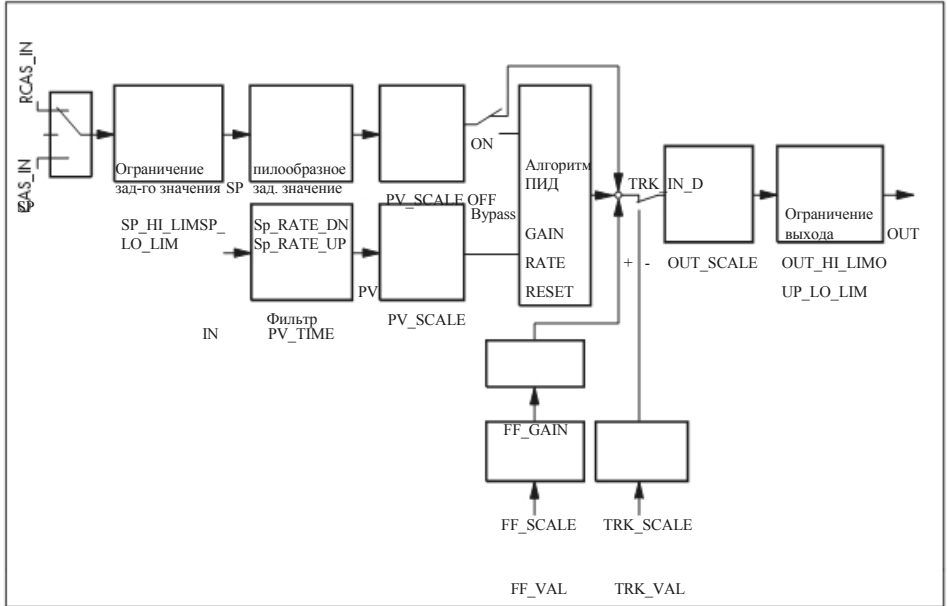 RCAS_IN
CAS_IN
SP
Ограничение
зад-го значения SP
пилообразное
зад. значение
PV_SCALE OFF
ON
Bypass
Алгоритм
ПИД
GAIN
RATE
RESET
TRK_IN_D
+ -
OUT_SCALE
Ограничение
выхода
OUT
OUT_HI_LIMO
UP_LO_LIM
SP_HI_LIMSP_
LO_LIM
Sp_RATE_DN
Sp_RATE_UP
PV
IN
Фильтр
PV_TIME
PV_SCALE
FF_GAIN
FF_SCALE
TRK_SCALE
FF_VAL
TRK_VAL